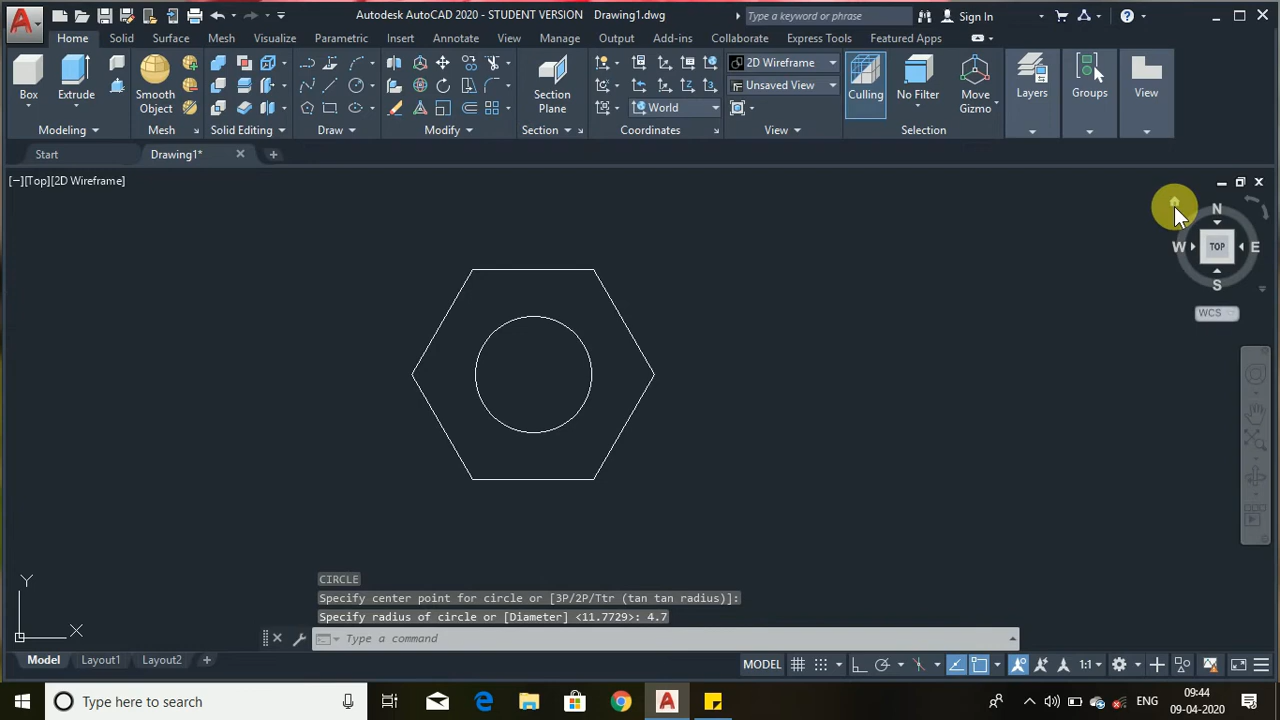 Autodesk AutoCAD 2020 - STUDENT VERSION Drawing1.dwg
Type a keyword or phrase
Sign In
Home Solid Surface Mesh Visualize Parametric Insert Annotate View Manage Output Add-ins Collaborate Express Tools Featured Apps
Box
Extrude
Smooth
Object
Section
Plane
World
2D Wireframe
Unsaved View
Culling
No Filter
Move
Gizmo
Layers
Groups
View
Modeling Mesh Solid Editing Draw Modify Section Coordinates View Selection
Start Drawing1*
[−][Top][2D Wireframe]
N
W TOP E
S
WCS
Y
X
CIRCLE
Specify center point for circle or [3P/2P/Ttr (tan tan radius)]:
Specify radius of circle or [Diameter] <11.7729>: 4.7
Type a command
Model Layout1 Layout2
MODEL
1:1
Type here to search
ENG
09:44
09-04-2020